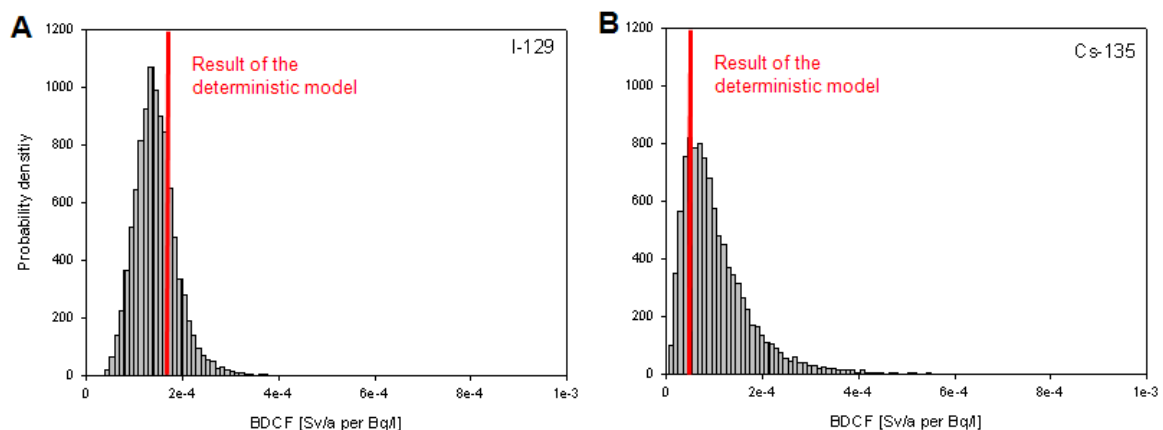 A
I-129
Result of the
deterministic model
Probability densitiy
1200
1000
800
600
400
200
0
0
2e-4
4e-4
6e-4
8e-4
1e-3
BDCF [Sv/a per Bq/l]
B
Cs-135
Result of the
deterministic model
1200
1000
800
600
400
200
0
0
2e-4
4e-4
6e-4
8e-4
1e-3
BDCF [Sv/a per Bq/l]